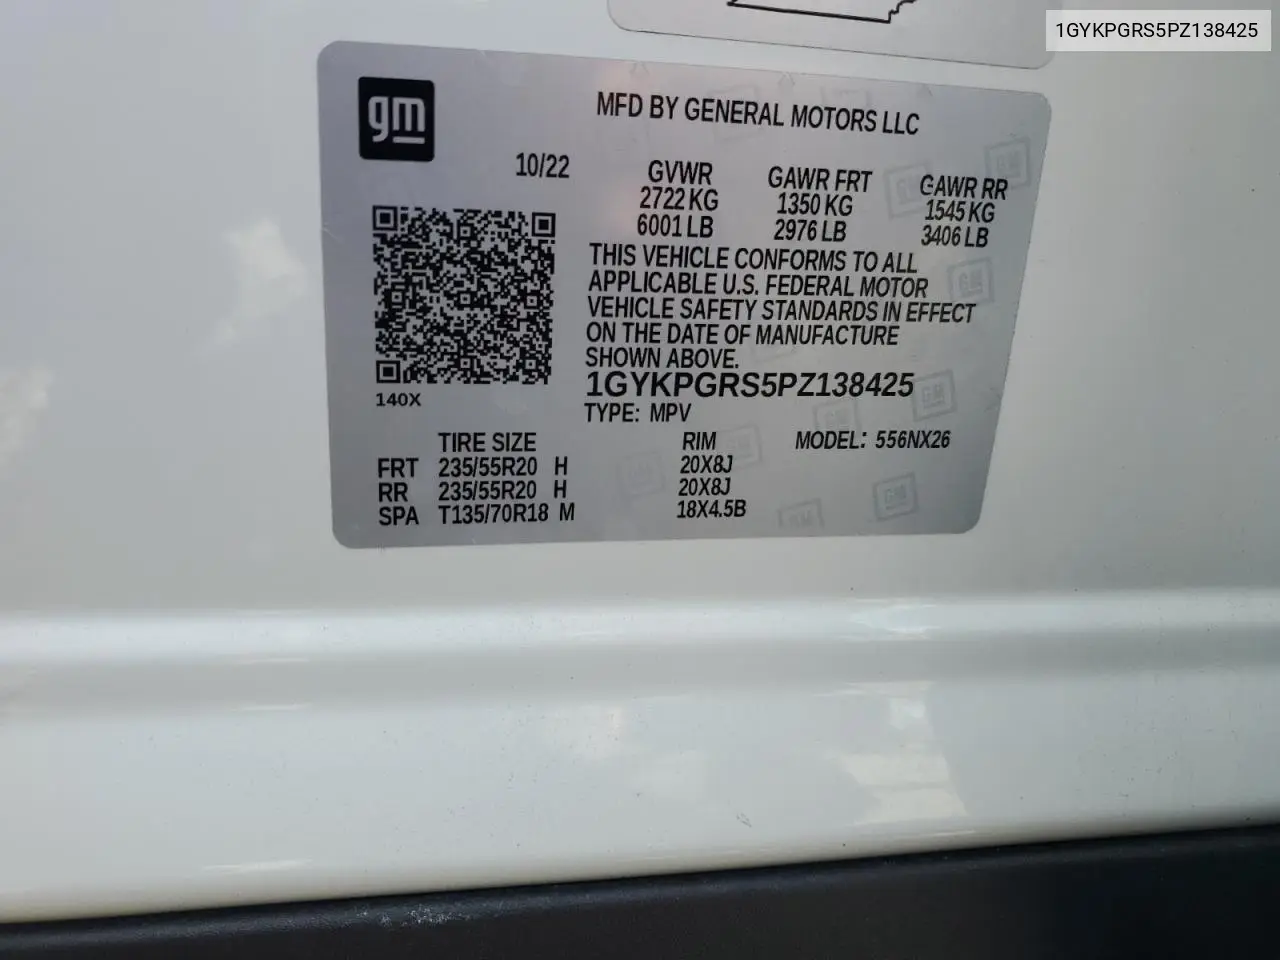 1GYKPGRS5PZ138425
gm
MFD BY GENERAL MOTORS LLC
10/22
GVWR GAWR FRT GAWR RR
2722 KG 1350 KG 1545 KG
6001 LB 2976 LB 3406 LB
THIS VEHICLE CONFORMS TO ALL
APPLICABLE U.S. FEDERAL MOTOR
VEHICLE SAFETY STANDARDS IN EFFECT
ON THE DATE OF MANUFACTURE
SHOWN ABOVE.
1GYKPGRS5PZ138425
140X
TYPE: MPV
TIRE SIZE RIM MODEL: 556NX26
FRT 235/55R20 H 20X8J
RR 235/55R20 H 20X8J
SPA T135/70R18 M 18X4.5B